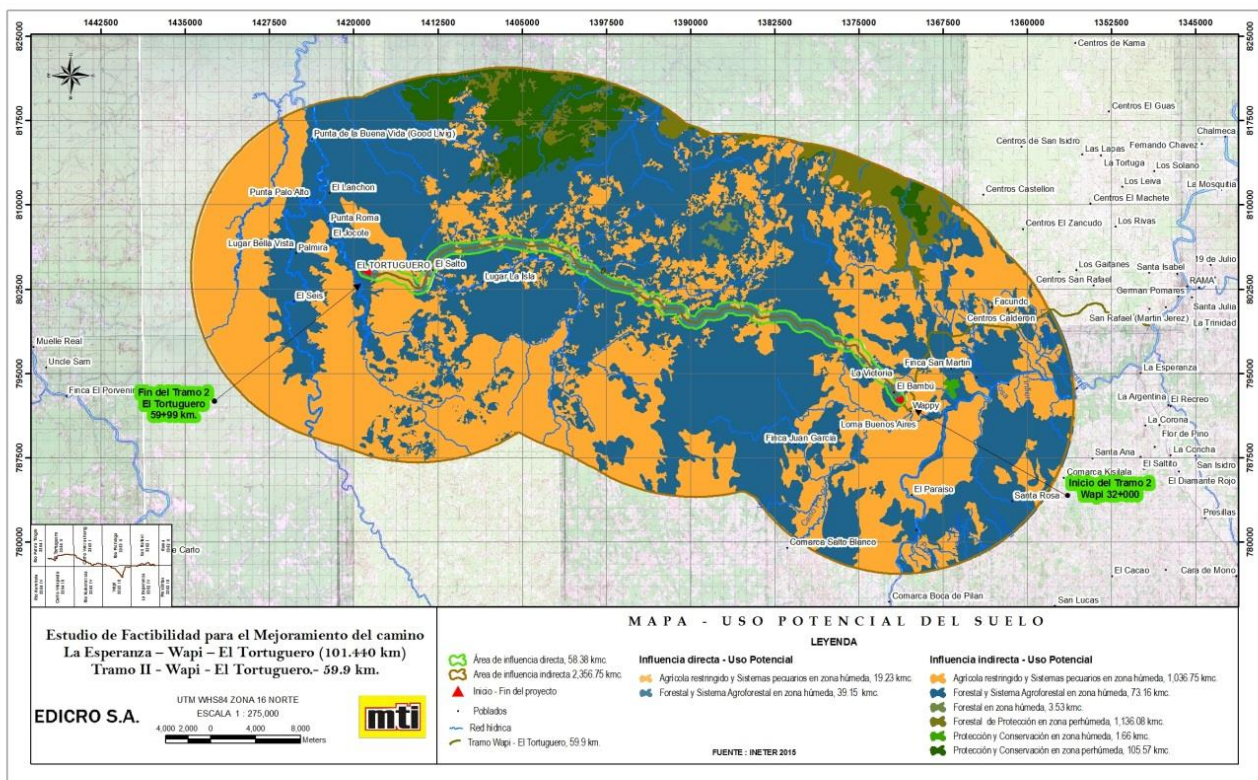 1442500 1435000 1427500 1420000 1412500 1405000 1397500 1390000 1382500 1375000 1367500 1360000 1352500 1345000
825000 825000
Centros de Kama
817500 817500
Centros El Guas
Chalmeca
Punta de la Buena Vida (Good Livig)
Centros de San Isidro
Fernando Chavez
Las Lapas
La Tortuga
Los Solano
Los Leiva
La Mosquitia
El Lanchon
Punta Palo Alto
Centros Castellon
Centros El Machete
810000 810000
Punta Roma
Los Rivas
Centros El Zancudo
El Jocote
Lugar Bella Vista
Palmira
EL TORTUGUERO
El Salto
Los Gaitanes
19 de Julio
Santa Isabel
Lugar La Isla
Centros San Rafael
RAMA
802500 802500
El Seis
German Pomares
Facundo
Santa Julia
Centros Calderón
San Rafael (Martin Jerez)
La Trinidad
Muelle Real
Uncle Sam
Finca San Martin
La Victoria
La Esperanza
795000 795000
Finca El Porvenir
El Bambú
Fin del Tramo 2
El Tortuguero
59+99 km.
Wappy
La Argentina
El Recreo
Loma Buenos Aires
La Corona
Finca Juan García
Flor de Pino
787500 787500
Santa Ana
La Concha
El Saltito
San Isidro
Comarca Kisilala
El Diamante Rojo
El Paraiso
Santa Rosa
Inicio del Tramo 2
Wapi 32+000
Presillas
780000 780000
Comarca Salto Blanco
e Carlo
El Cacao
Cara de Mono
Comarca Boca de Pilan
San Lucas
Estudio de Factibilidad para el Mejoramiento del camino
La Esperanza – Wapi – El Tortuguero (101.440 km)
Tramo II - Wapi - El Tortuguero.- 59.9 km.
UTM WHS84 ZONA 16 NORTE
ESCALA 1 : 275,000
EDICRO S.A.
4,000 2,000 0 4,000 8,000
Meters
mti
MAPA - USO POTENCIAL DEL SUELO
LEYENDA
Área de influencia directa, 58.38 kmc.
Area de influencia indirecta 2,356.75 kmc.
Inicio - Fin del proyecto
Poblados
Red hídrica
Tramo Wapi - El Tortuguero, 59.9 km.
Influencia directa - Uso Potencial
Agrícola restringido y Sistemas pecuarios en zona húmeda, 19.23 kmc.
Forestal y Sistema Agroforestal en zona húmeda, 39.15 kmc.
FUENTE : INETER 2015
Influencia indirecta - Uso Potencial
Agrícola restringido y Sistemas pecuarios en zona húmeda, 1,036.75 kmc.
Forestal y Sistema Agroforestal en zona húmeda, 73.16 kmc.
Forestal en zona húmeda, 3.53 kmc.
Forestal de Protección en zona perhúmeda, 1,136.08 kmc.
Protección y Conservación en zona húmeda, 1.66 kmc.
Protección y Conservación en zona perhúmeda, 105.57 kmc.